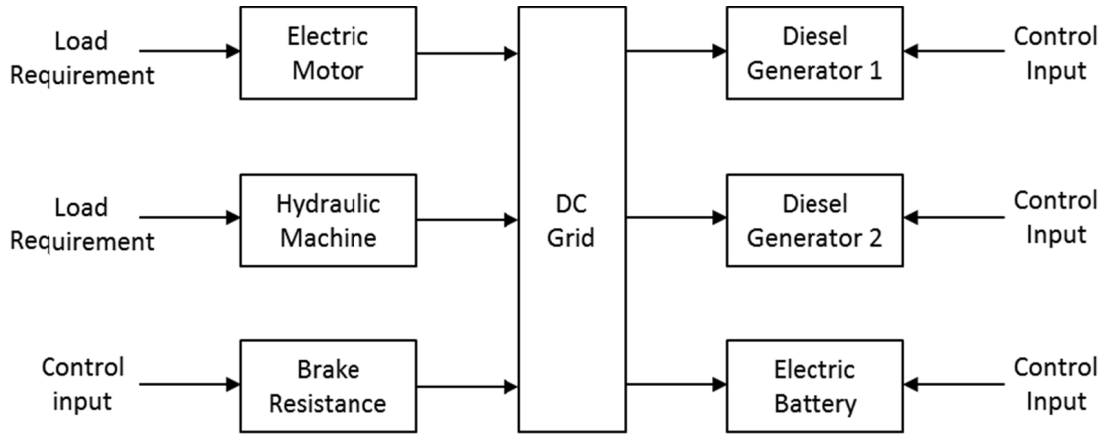 Load
Requirement
Electric
Motor
Diesel
Generator 1
Control
Input
Load
Requirement
Hydraulic
Machine
DC
Grid
Diesel
Generator 2
Control
Input
Control
input
Brake
Resistance
Electric
Battery
Control
Input